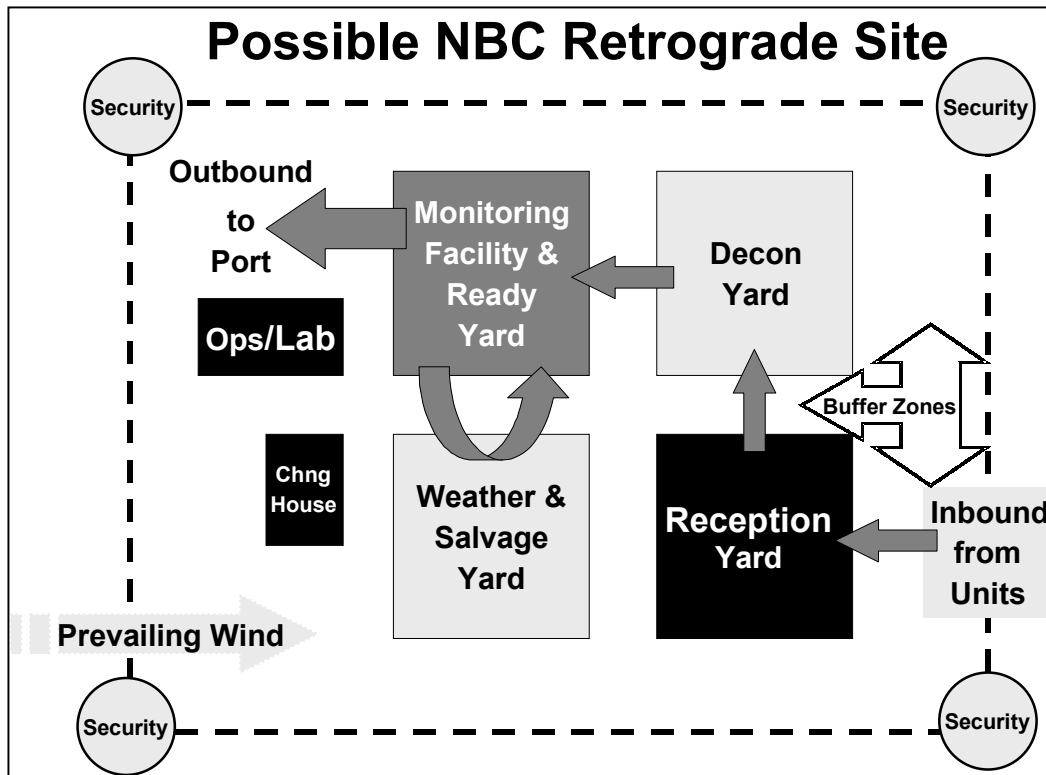 Possible NBC Retrograde Site
Security
Security
Outbound
to
Port
Monitoring
Facility &
Ready
Yard
Decon
Yard
Ops/Lab
Buffer Zones
Chng
House
Weather &
Salvage
Yard
Reception
Yard
Inbound
from
Units
Prevailing Wind
Security
Security